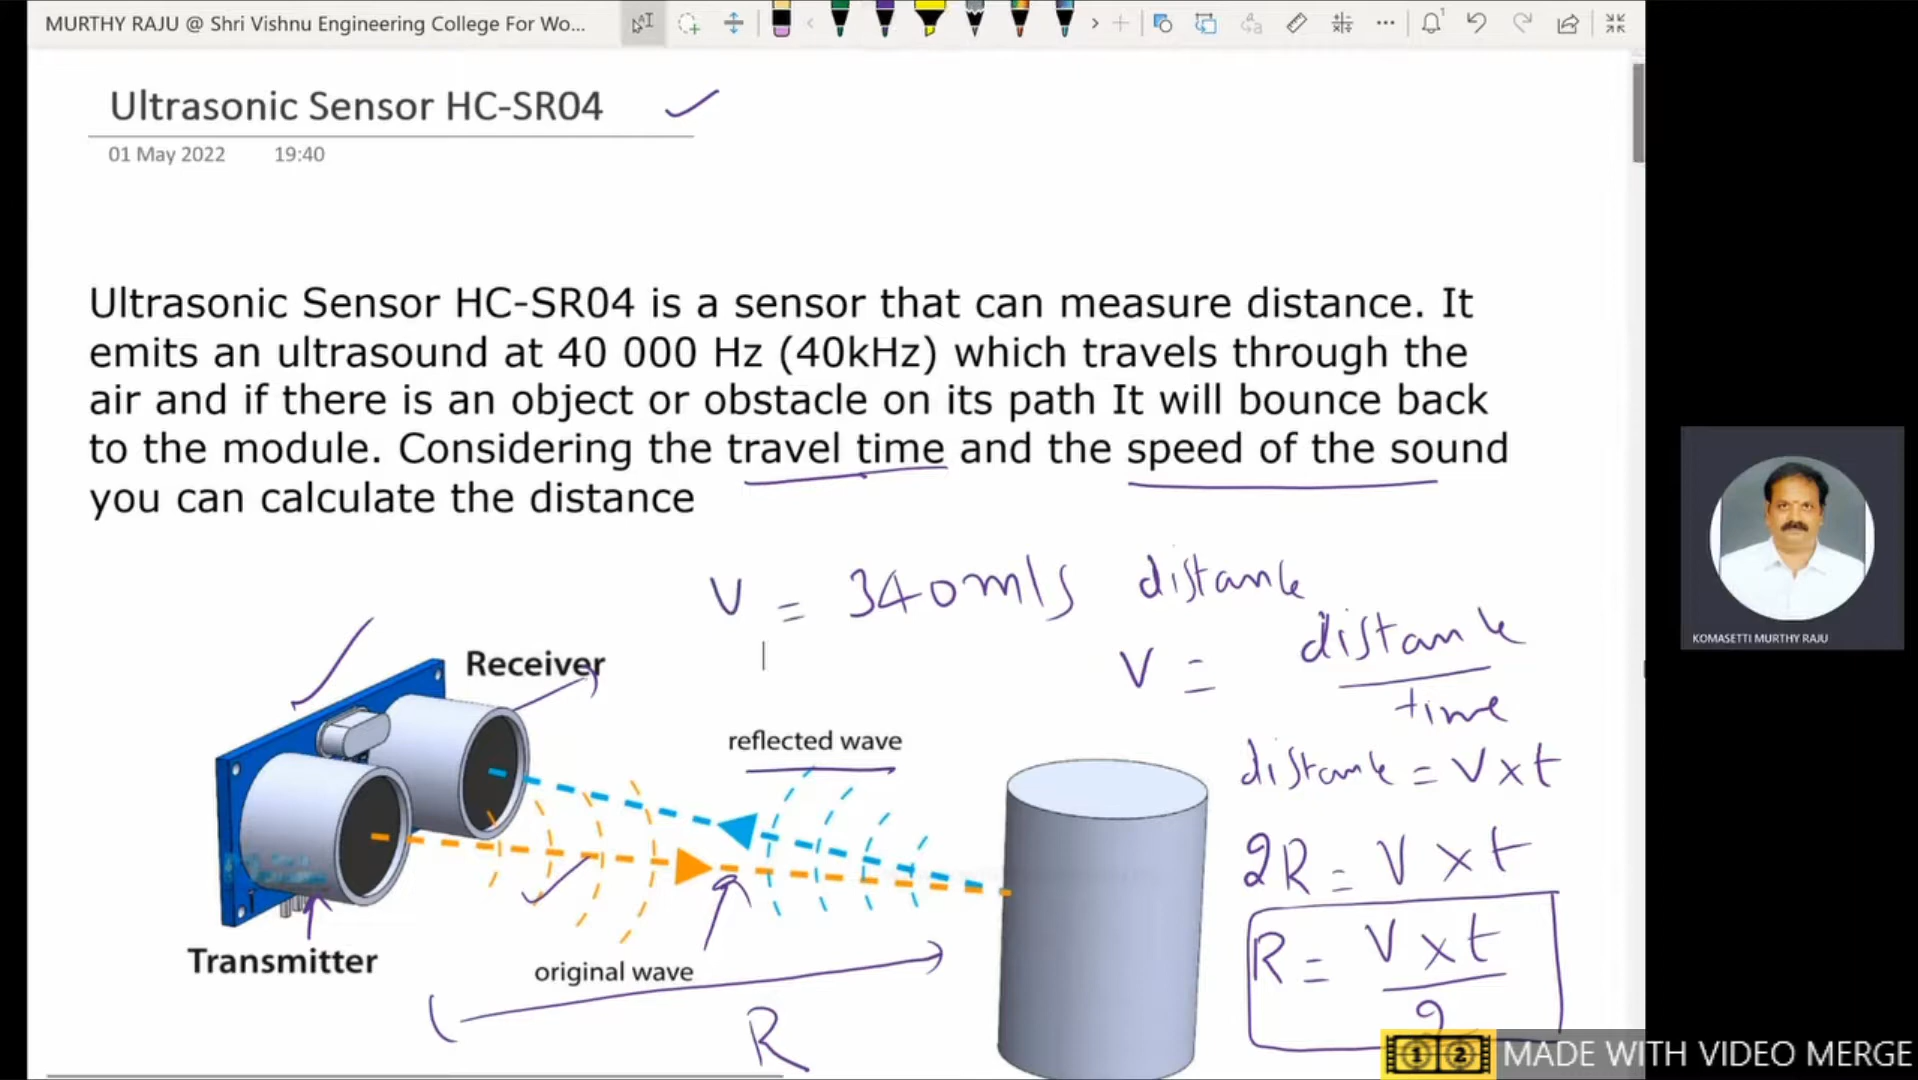 MURTHY RAJU @ Shri Vishnu Engineering College For Wo...
Ultrasonic Sensor HC-SR04
01 May 2022 19:40
Ultrasonic Sensor HC-SR04 is a sensor that can measure distance. It
emits an ultrasound at 40 000 Hz (40kHz) which travels through the
air and if there is an object or obstacle on its path It will bounce back
to the module. Considering the travel time and the speed of the sound
you can calculate the distance
V = 340m/s distance
V = distance
time
distance = V x t
2R = V x t
R = V x t
2
Receiver
reflected wave
Transmitter
original wave
R
KOMASETTI MURTHY RAJU
1 2 MADE WITH VIDEO MERGE